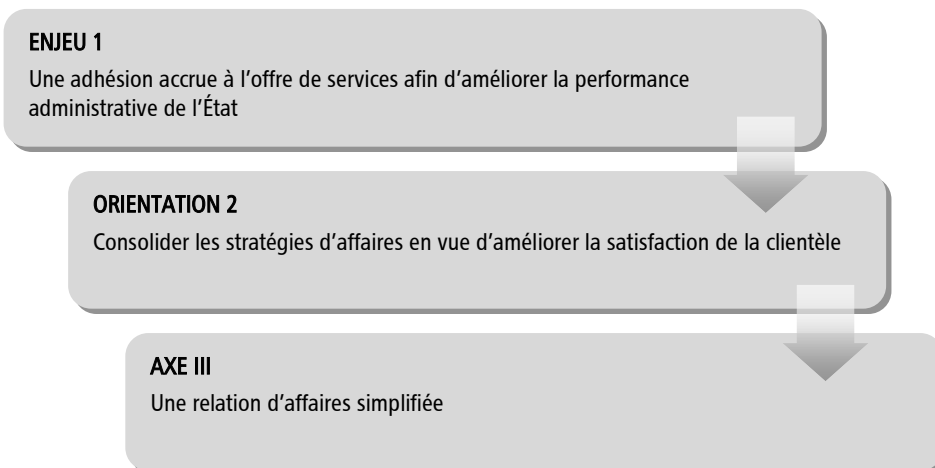 ENJEU 1
Une adhésion accrue à l’offre de services afin d’améliorer la performance
administrative de l’État
ORIENTATION 2
Consolider les stratégies d’affaires en vue d’améliorer la satisfaction de la clientèle
AXE III
Une relation d’affaires simplifiée